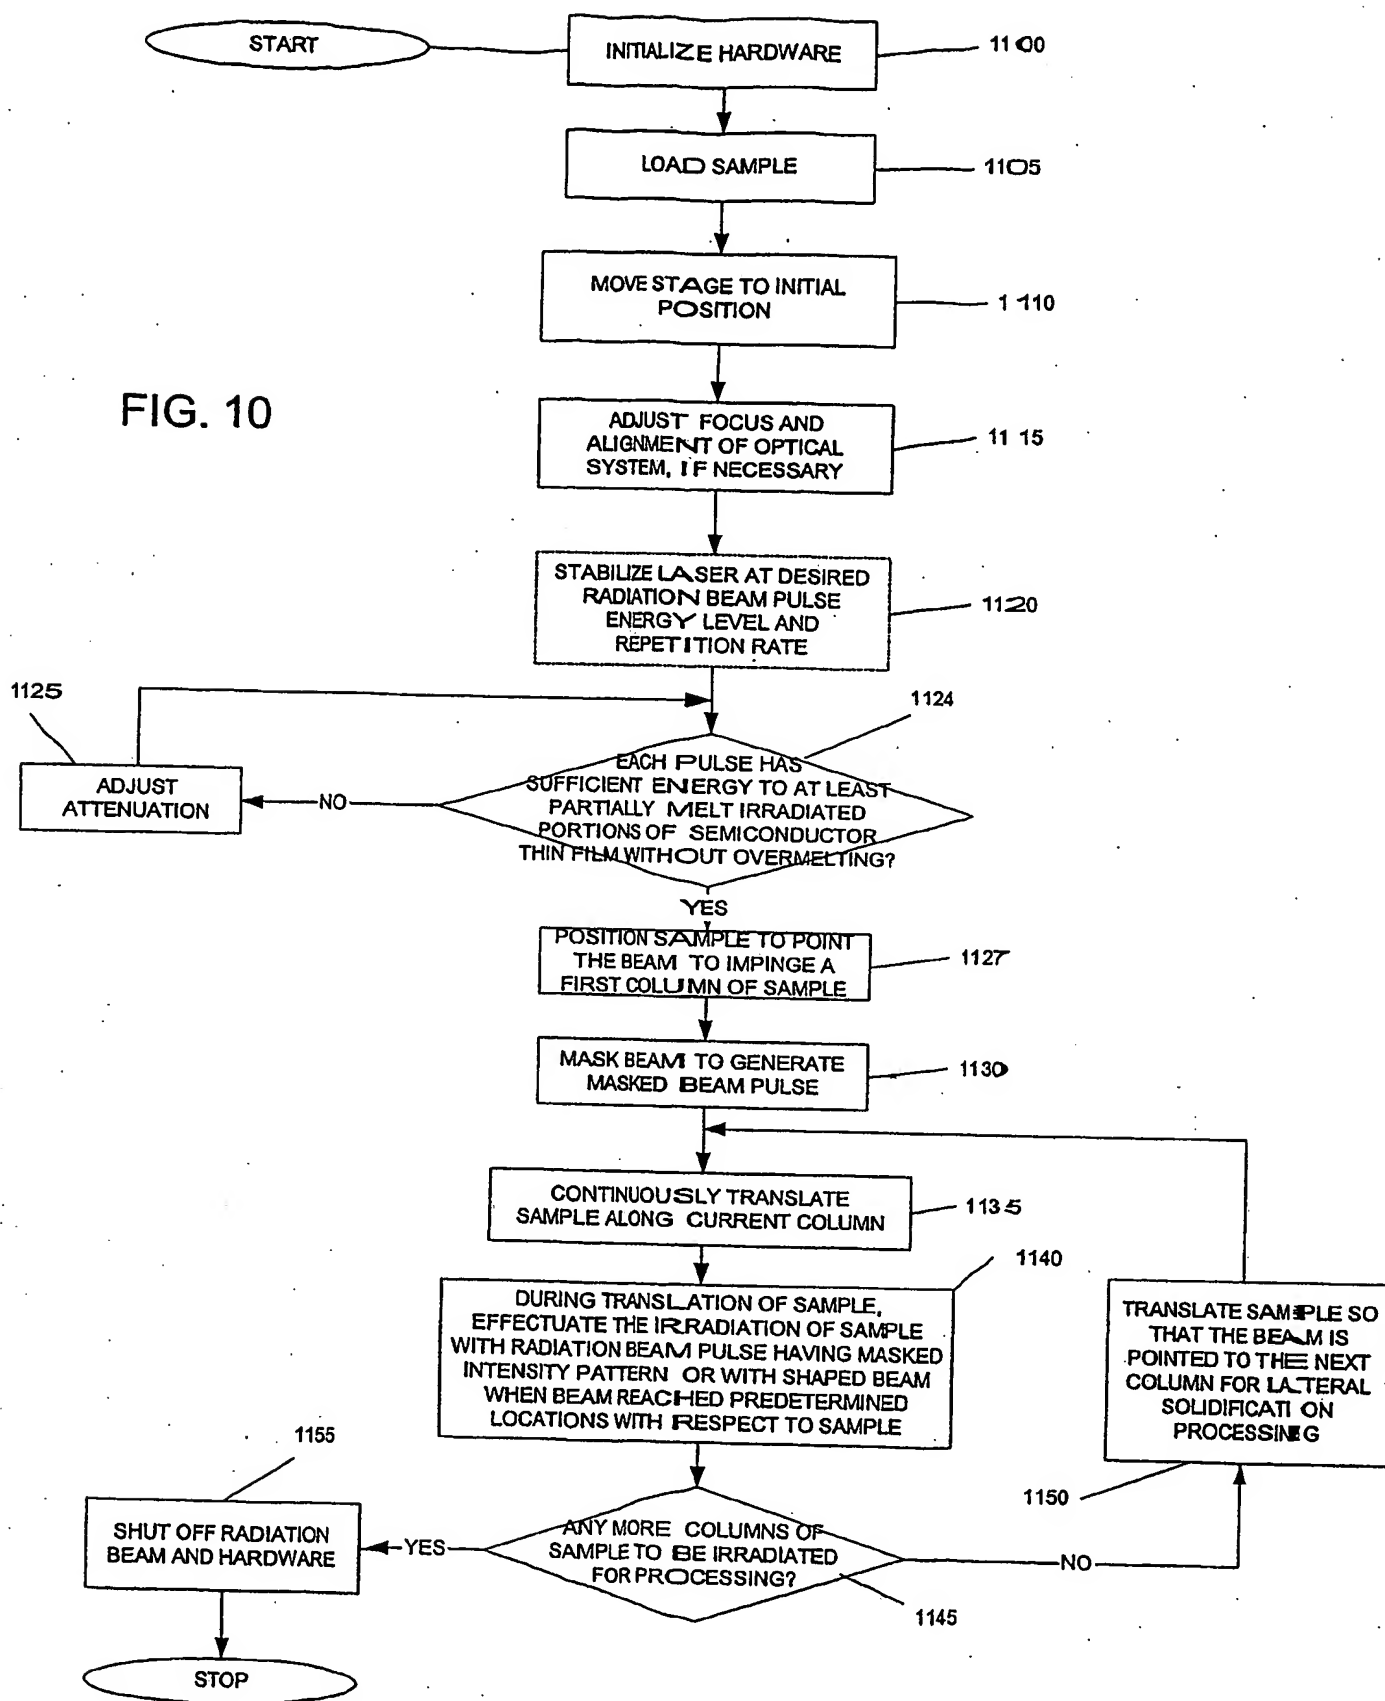 START
INITIALIZE HARDWARE
1100
LOAD SAMPLE
1105
MOVE STAGE TO INITIAL
POSITION
1110
FIG. 10
ADJUST FOCUS AND
ALIGNMENT OF OPTICAL
SYSTEM, IF NECESSARY
1115
STABILIZE LASER AT DESIRED
RADIATION BEAM PULSE
ENERGY LEVEL AND
REPETITION RATE
1120
1125
1124
ADJUST
ATTENUATION
NO
EACH PULSE HAS
SUFFICIENT ENERGY TO AT LEAST
PARTIALLY MELT IRRADIATED
PORTIONS OF SEMICONDUCTOR
THIN FILM WITHOUT OVERMELTING?
YES
POSITION SAMPLE TO POINT
THE BEAM TO IMPINGE A
FIRST COLUMN OF SAMPLE
1127
MASK BEAM TO GENERATE
MASKED BEAM PULSE
1130
CONTINUOUSLY TRANSLATE
SAMPLE ALONG CURRENT COLUMN
1135
1140
DURING TRANSLATION OF SAMPLE,
EFFECTUATE THE IRRADIATION OF SAMPLE
WITH RADIATION BEAM PULSE HAVING MASKED
INTENSITY PATTERN OR WITH SHAPED BEAM
WHEN BEAM REACHED PREDETERMINED
LOCATIONS WITH RESPECT TO SAMPLE
TRANSLATE SAMPLE SO
THAT THE BEAM IS
POINTED TO THE NEXT
COLUMN FOR LATERAL
SOLIDIFICATION
PROCESSING
1150
1155
SHUT OFF RADIATION
BEAM AND HARDWARE
YES
ANY MORE COLUMNS OF
SAMPLE TO BE IRRADIATED
FOR PROCESSING?
NO
1145
STOP